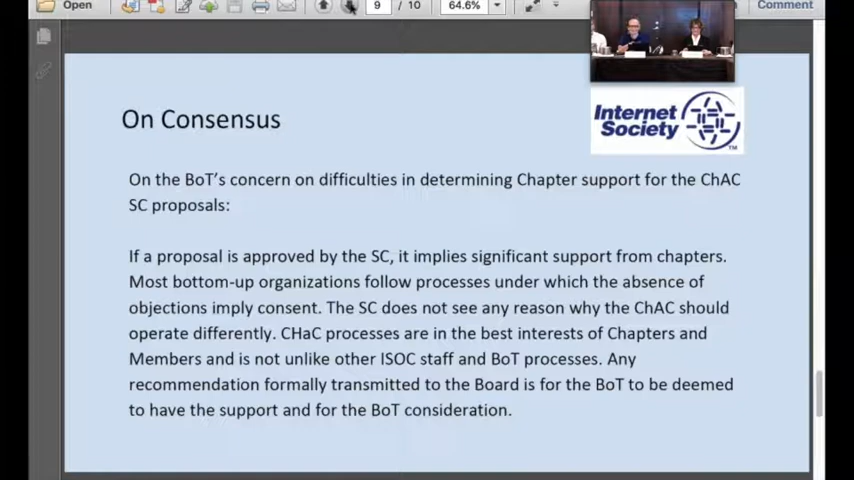 Open
9 / 10
64.6%
Comment
On Consensus
Internet
Society
TM
On the BoT's concern on difficulties in determining Chapter support for the ChAC
SC proposals:
If a proposal is approved by the SC, it implies significant support from chapters.
Most bottom-up organizations follow processes under which the absence of
objections imply consent. The SC does not see any reason why the ChAC should
operate differently. CHaC processes are in the best interests of Chapters and
Members and is not unlike other ISOC staff and BoT processes. Any
recommendation formally transmitted to the Board is for the BoT to be deemed
to have the support and for the BoT consideration.